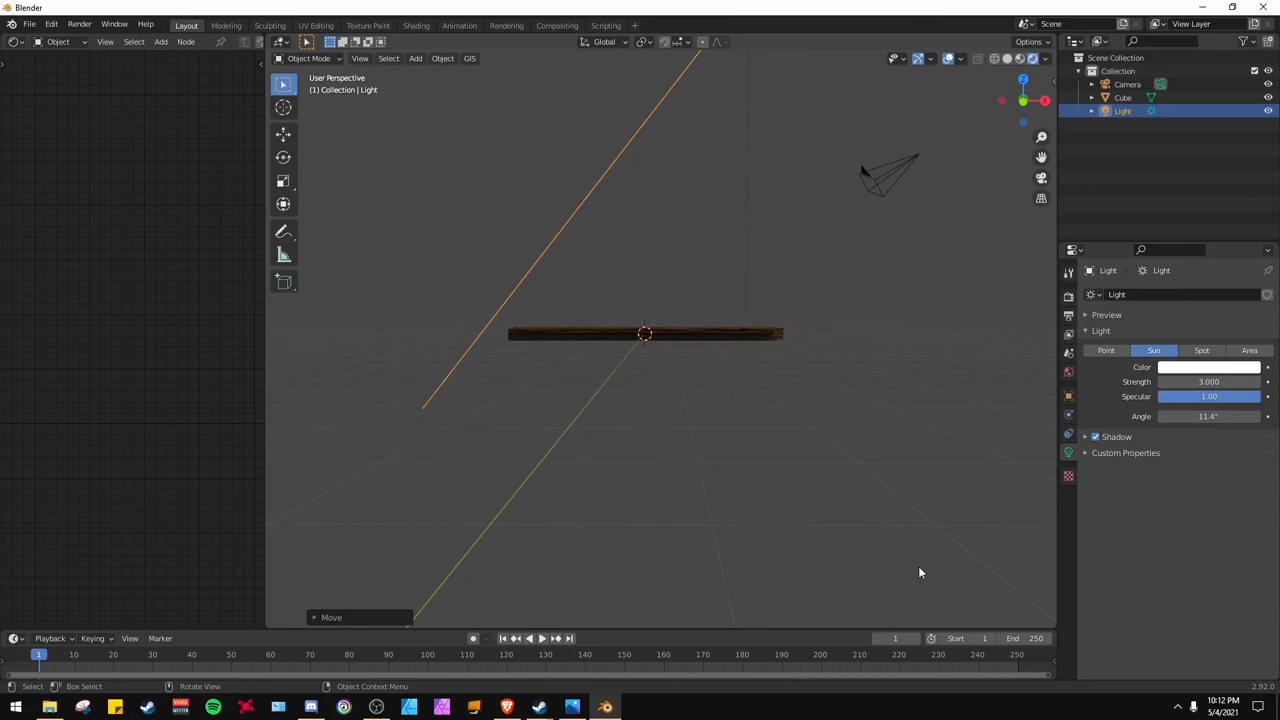 Blender
File Edit Render Window Help Layout Modeling Sculpting UV Editing Texture Paint Shading Animation Rendering Compositing Scripting + Scene View Layer
Object View Select Add Node Global Options
Object Mode View Select Add Object GIS
User Perspective
(1) Collection | Light
Z
X
Scene Collection
Collection
Camera
Cube
Light
Light Light
Light
Preview
Light
Point Sun Spot Area
Color
Strength 3.000
Specular 1.00
Angle 11.4°
Shadow
Custom Properties
Move
Playback Keying View Marker 1 Start 1 End 250
1 10 20 30 40 50 60 70 80 90 100 110 120 130 140 150 160 170 180 190 200 210 220 230 240 250
Select Box Select Rotate View Object Context Menu 2.92.0
10:12 PM
5/4/2021